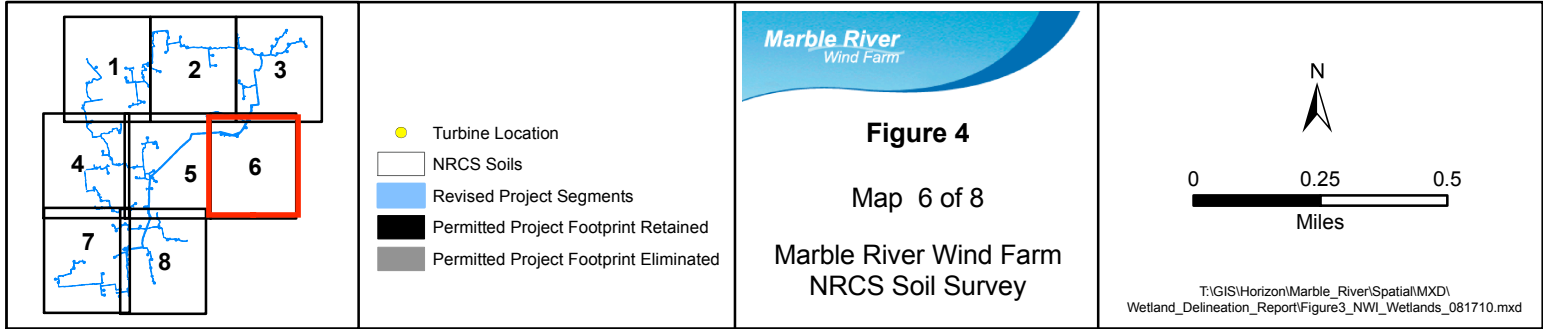 1
2
3
4
5
6
7
8
Turbine Location
NRCS Soils
Revised Project Segments
Permitted Project Footprint Retained
Permitted Project Footprint Eliminated
Marble River
Wind Farm
Figure 4
Map 6 of 8
Marble River Wind Farm
NRCS Soil Survey
N
0 0.25 0.5
Miles
T:\GIS\Horizon\Marble_River\Spatial\MXD\
Wetland_Delineation_Report\Figure3_NWI_Wetlands_081710.mxd